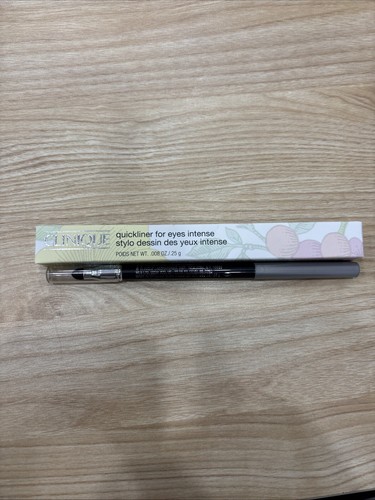 CLINIQUE
quickliner for eyes intense
stylo dessin des yeux intense
POIDS NET WT. .008 OZ / 25 g